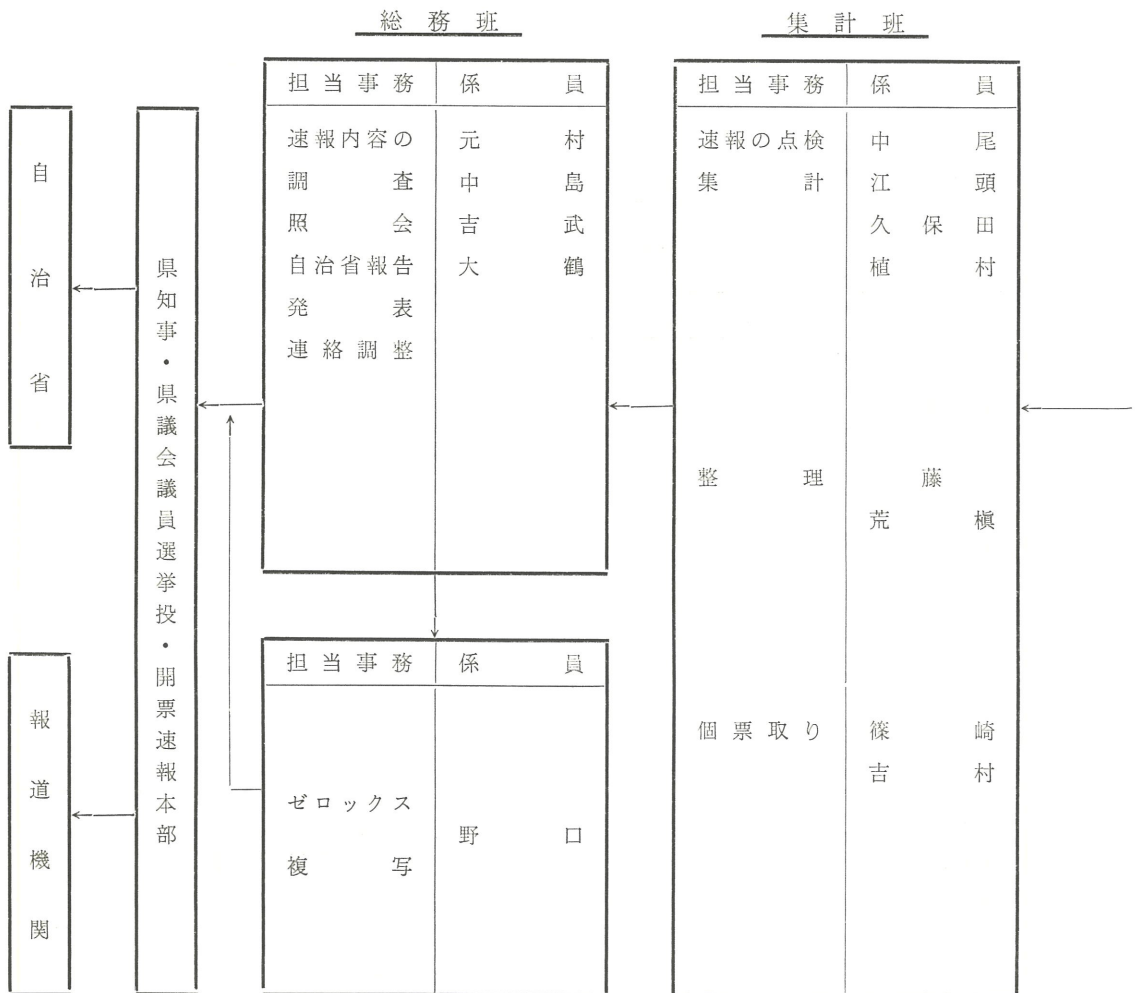 総務班
担当事務 係員
速報内容の 元村
調査 中島
照会 吉武
自治省報告 大鶴
発表
連絡調整
担当事務 係員
ゼロックス
野口
複写
集計班
担当事務 係員
速報の点検 中尾
集計 江頭
久保田
植村
整理 藤
荒槇
個票取り 篠崎
吉村
県知事・県議会議員選挙投・開票速報本部
自治省
報道機関